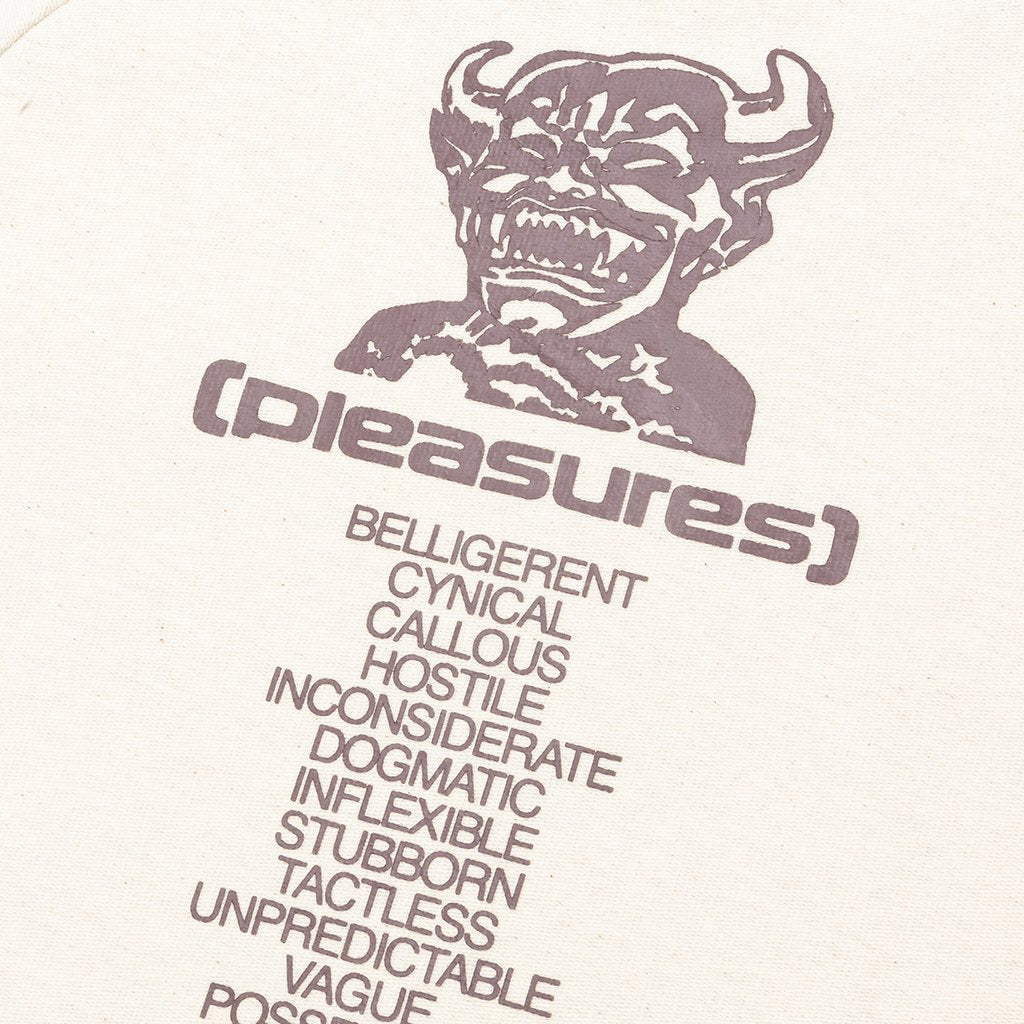 (pleasures)
BELLIGERENT
CYNICAL
CALLOUS
HOSTILE
INCONSIDERATE
DOGMATIC
INFLEXIBLE
STUBBORN
TACTLESS
UNPREDICTABLE
VAGUE